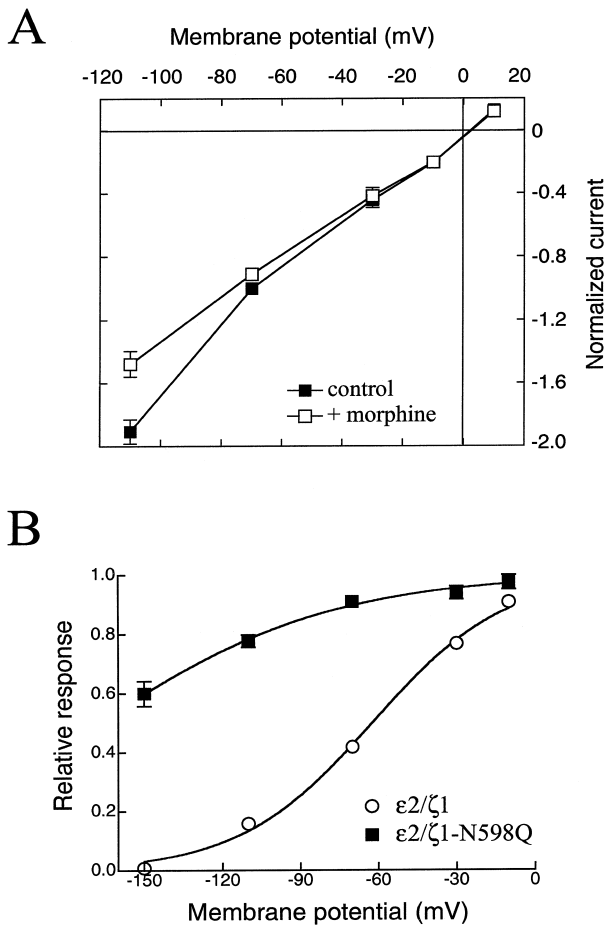 A
Membrane potential (mV)
-120 -100 -80 -60 -40 -20 0 20
0
-0.4
-0.8
-1.2
-1.6
-2.0
Normalized current
control
+ morphine
B
1.0
0.8
0.6
0.4
0.2
0.0
Relative response
ε2/ζ1
ε2/ζ1-N598Q
-150 -120 -90 -60 -30 0
Membrane potential (mV)